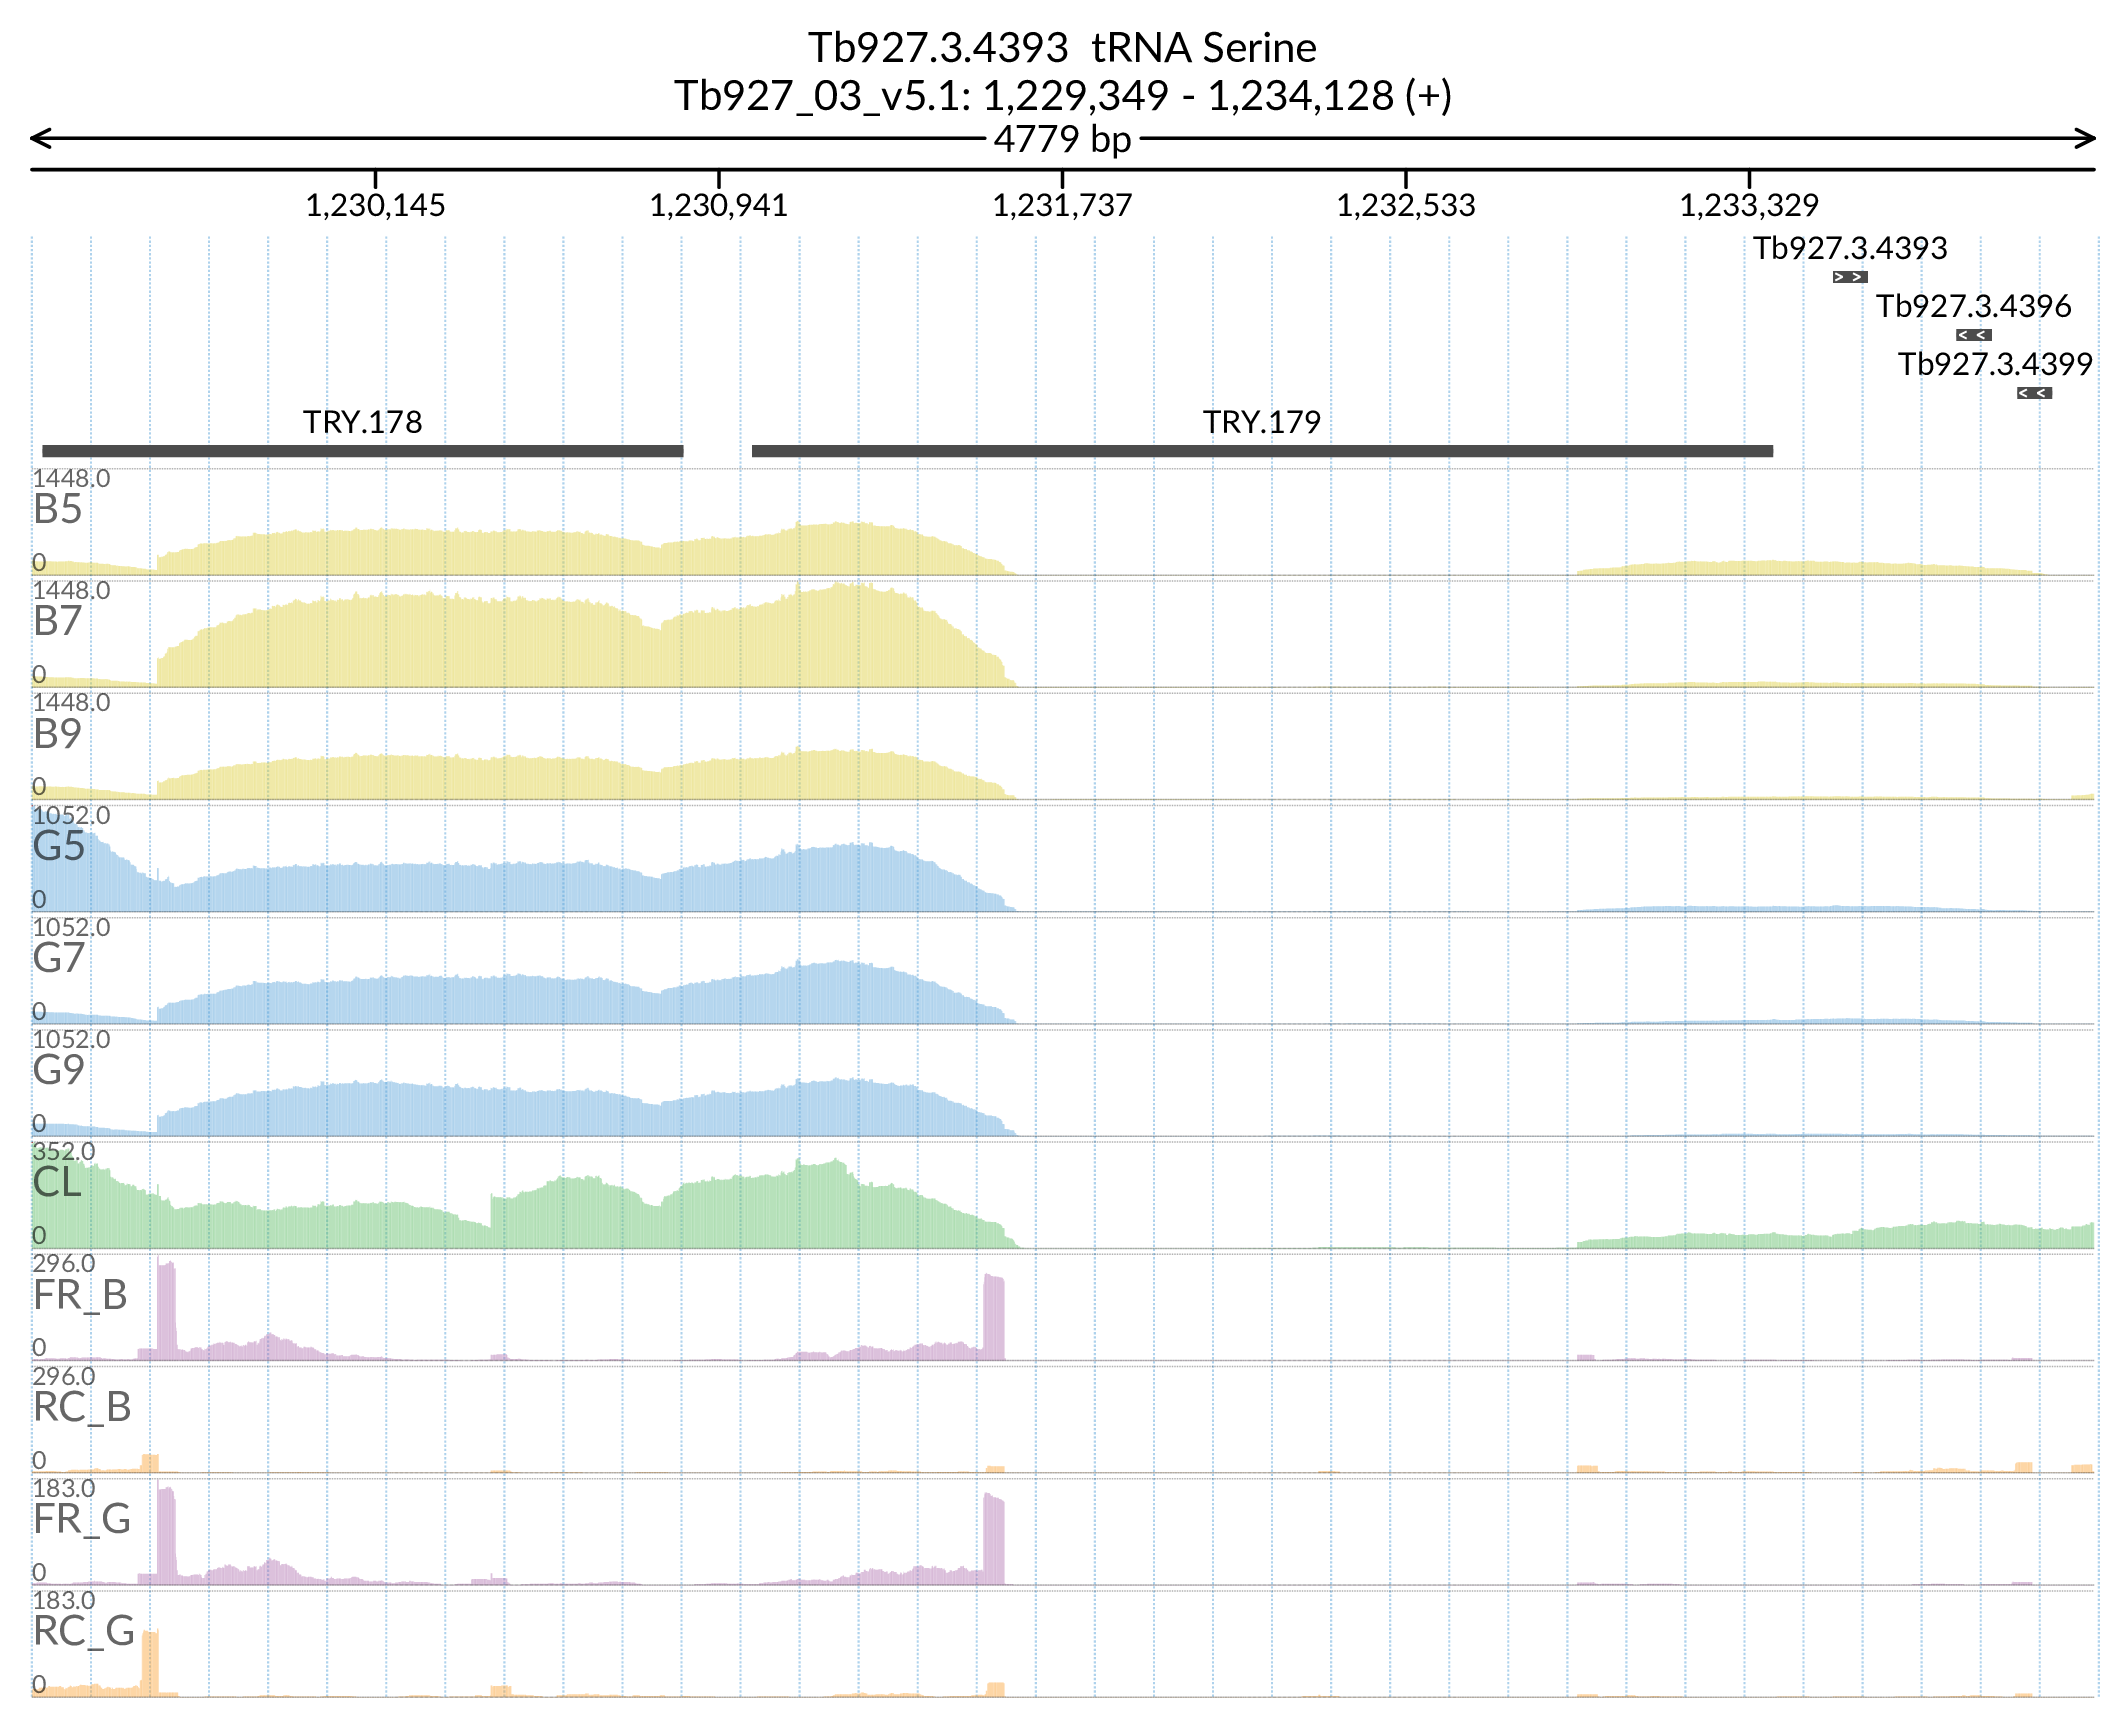 Tb927.3.4393  tRNA Serine
Tb927_03_v5.1: 1,229,349 - 1,234,128 (+)
4779 bp
1,230,145 1,230,941 1,231,737 1,232,533 1,233,329
Tb927.3.4393
> >
Tb927.3.4396
< <
Tb927.3.4399
< <
TRY.178 TRY.179
1448.0
B5
0
1448.0
B7
0
1448.0
B9
0
1052.0
G5
0
1052.0
G7
0
1052.0
G9
0
352.0
CL
0
296.0
FR_B
0
296.0
RC_B
0
183.0
FR_G
0
183.0
RC_G
0